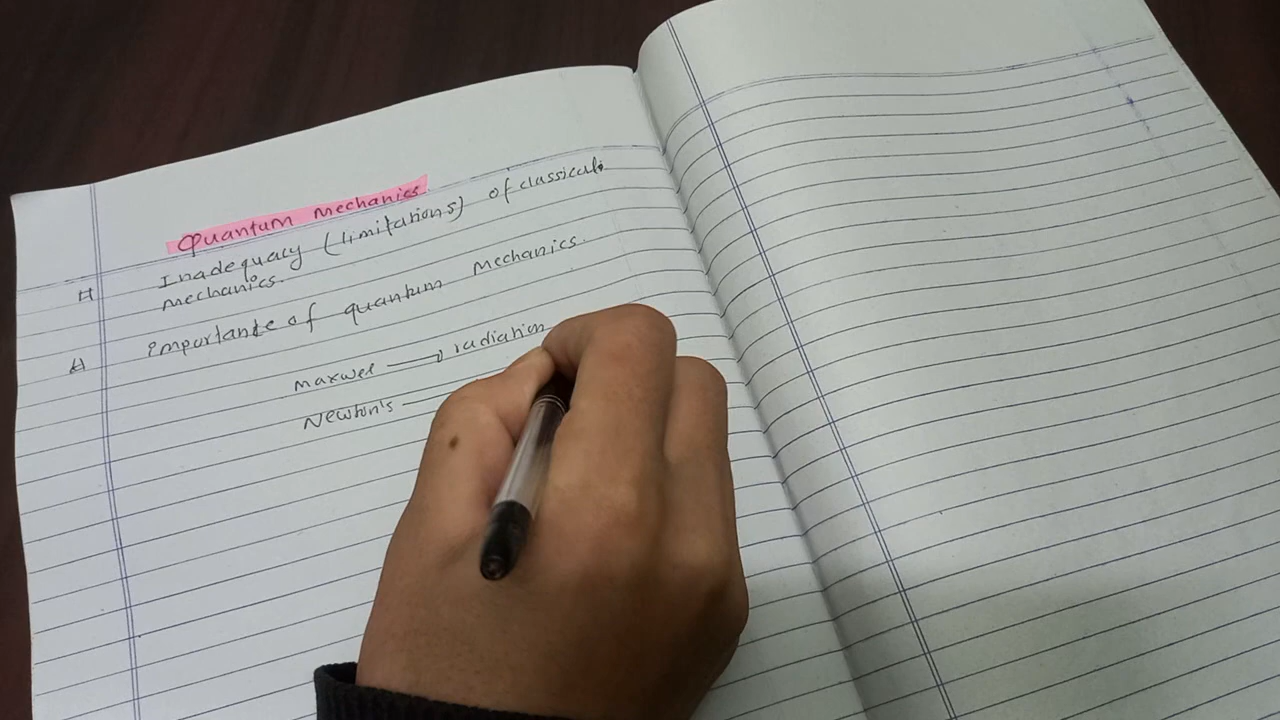 Quantum Mechanics
H Inadequacy (limitations) of classical
mechanics.
H importance of quantum Mechanics.
Maxwel → radiation
Newton's —